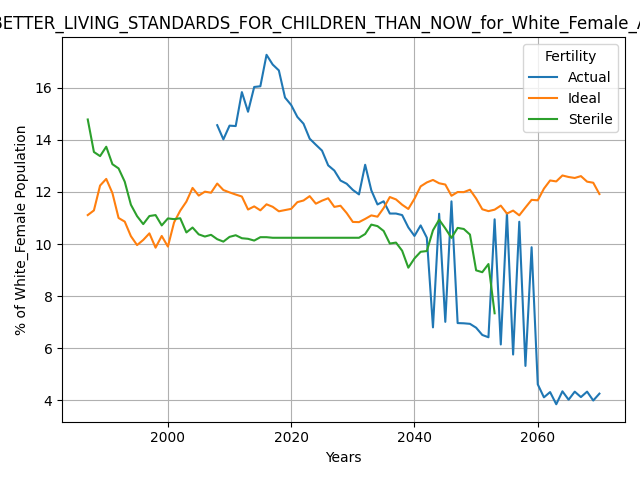 BETTER_LIVING_STANDARDS_FOR_CHILDREN_THAN_NOW_for_White_Female_A
Fertility
Actual
Ideal
Sterile
% of White_Female Population
16
14
12
10
8
6
4
2000
2020
2040
2060
Years